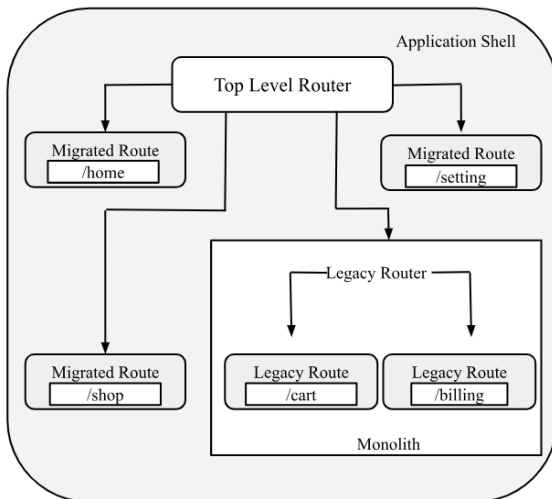 Application Shell
Top Level Router
Migrated Route
/home
Migrated Route
/setting
Legacy Router
Migrated Route
/shop
Legacy Route
/cart
Legacy Route
/billing
Monolith